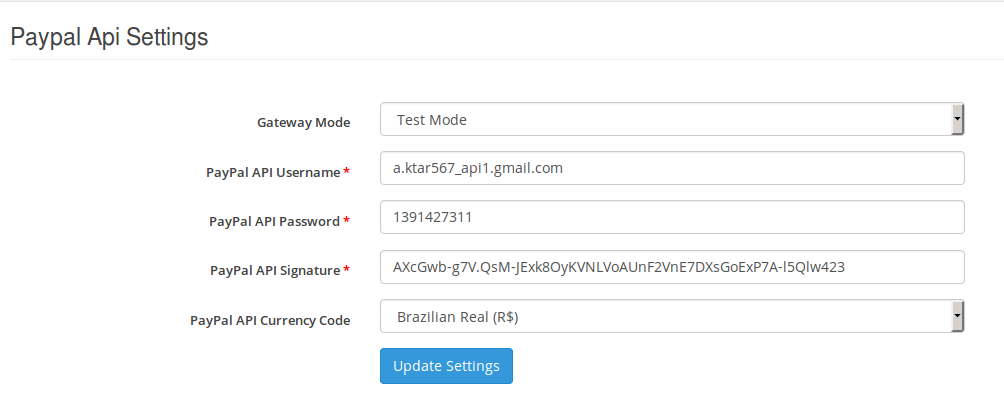 Paypal Api Settings
Gateway Mode Test Mode
PayPal API Username * a.ktar567_api1.gmail.com
PayPal API Password * 1391427311
PayPal API Signature * AXcGwb-g7V.QsM-JExk8OyKVNLVoAUnF2VnE7DXsGoExP7A-l5Qlw423
PayPal API Currency Code Brazilian Real (R$)
Update Settings